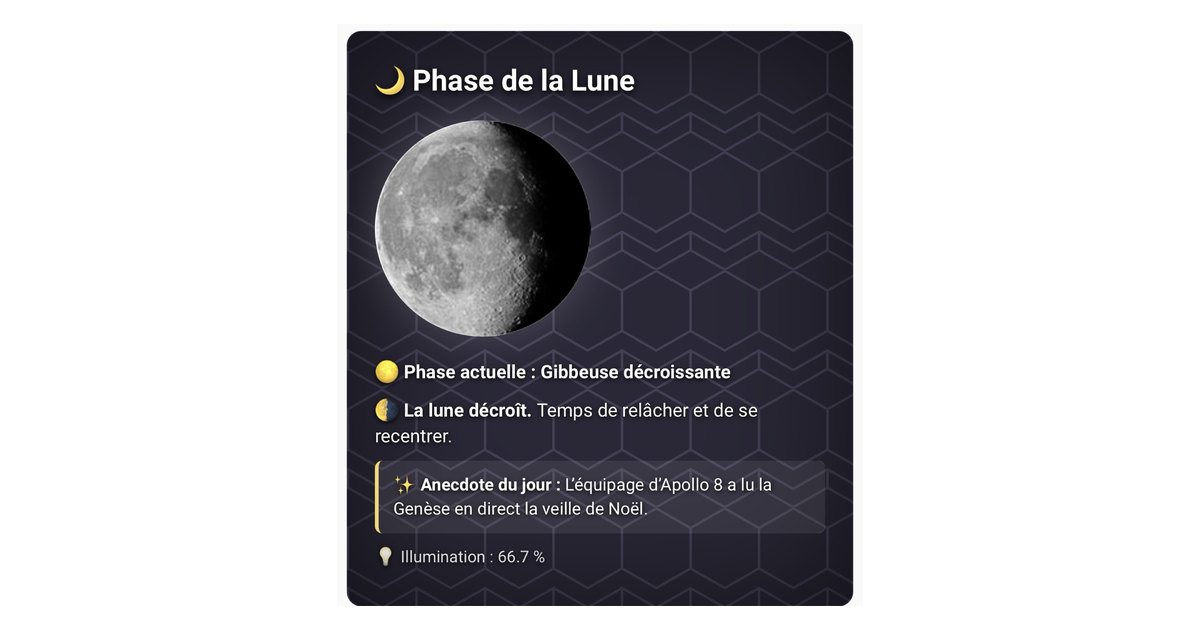 🌙 Phase de la Lune
🌕 Phase actuelle : Gibbeuse décroissante
🌗 La lune décroît. Temps de relâcher et de se
recentrer.
✨ Anecdote du jour : L’équipage d’Apollo 8 a lu la
Genèse en direct la veille de Noël.
💡 Illumination : 66.7 %